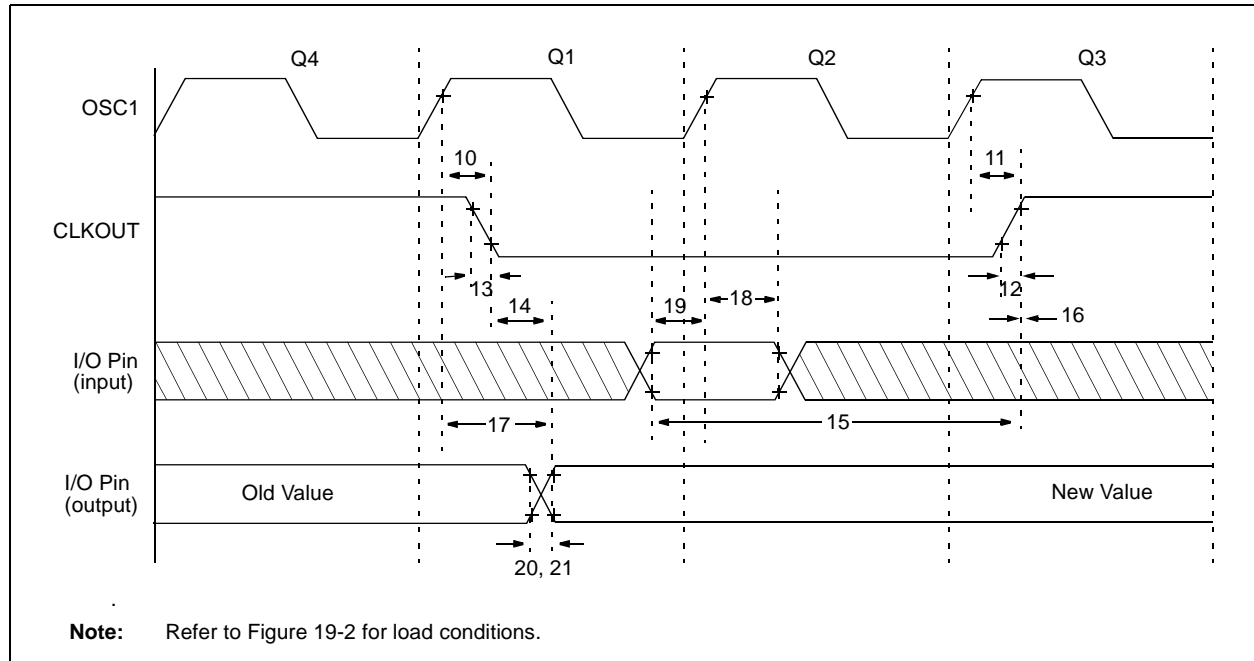 Q4 Q1 Q2 Q3
OSC1
10 11
CLKOUT
13 12
14 19 18 16
I/O Pin
(input)
17 15
I/O Pin
(output)
Old Value New Value
20, 21
.
Note: Refer to Figure 19-2 for load conditions.